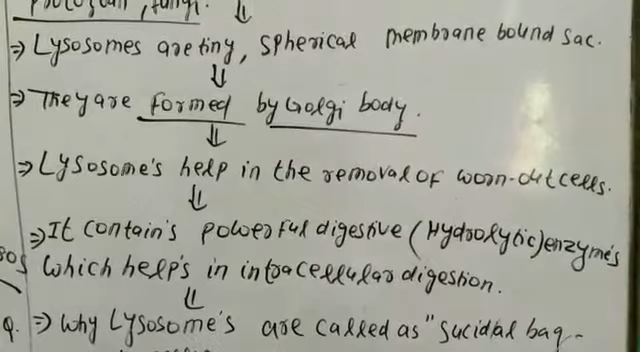 protozoan, fungi.
⇒ Lysosomes are tiny, spherical membrane bound sac.
⇒ They are formed by Golgi body.
⇒ Lysosome's help in the removal of worn-out cells.
⇒ It contain's powerful digestive (Hydrolytic) enzyme's
which help's in intracellular digestion.
Q. ⇒ Why Lysosome's are called as "sucidal bag-